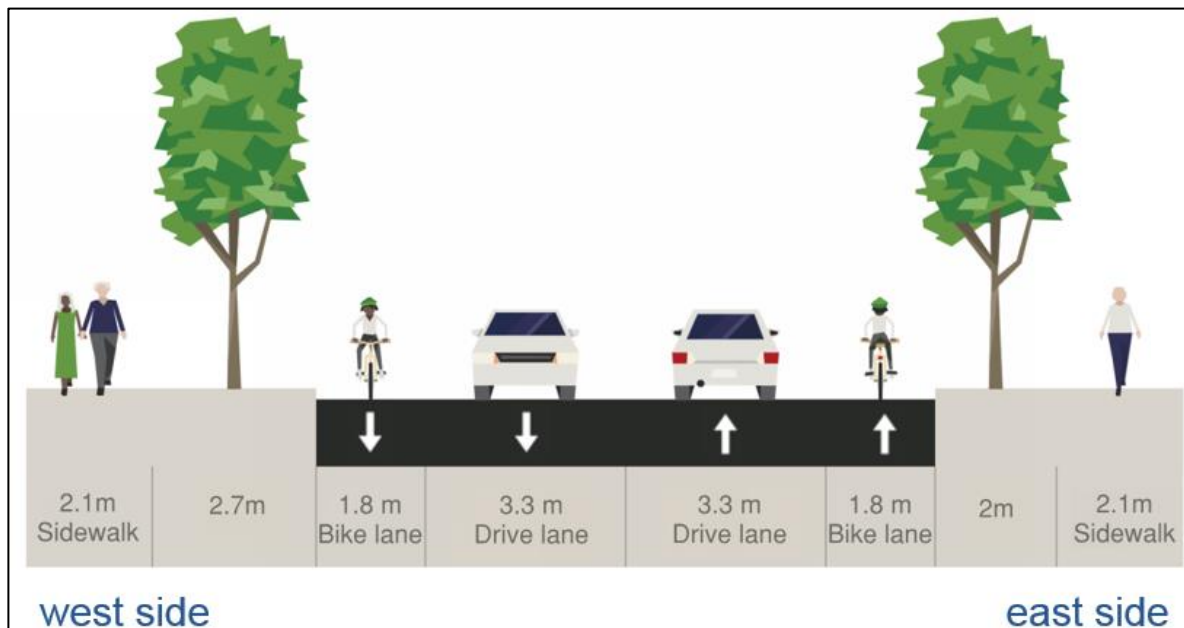 2.1m
Sidewalk
2.7m
1.8 m
Bike lane
3.3 m
Drive lane
3.3 m
Drive lane
1.8 m
Bike lane
2m
2.1m
Sidewalk
west side
east side